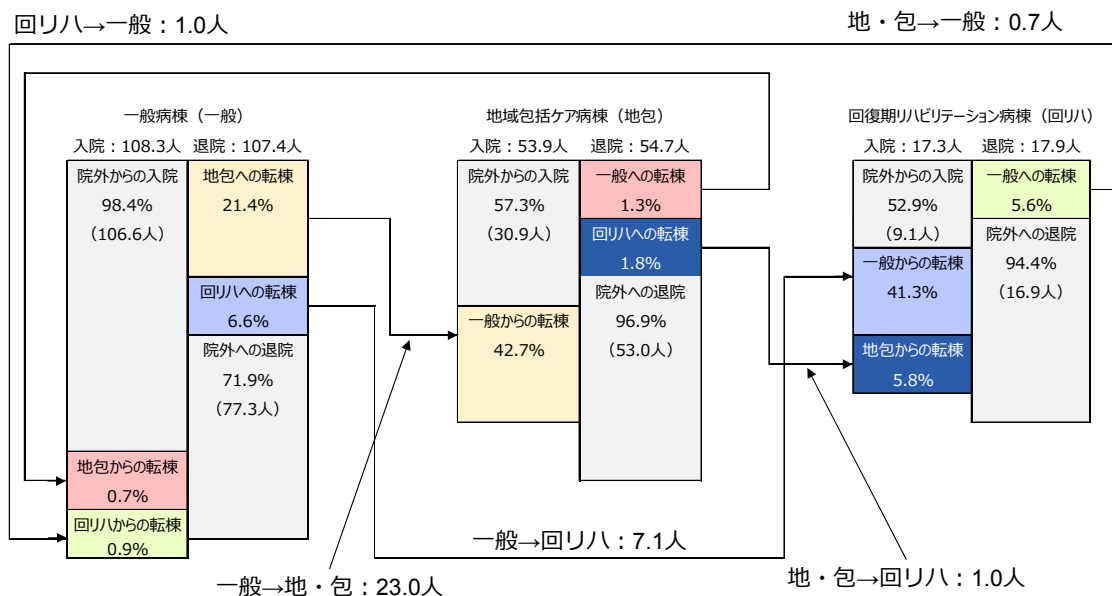 回リハ→一般：1.0人
地・包→一般：0.7人
一般病棟（一般）
入院：108.3人 退院：107.4人
院外からの入院
98.4%
（106.6人）
地包からの転棟
0.7%
回リハからの転棟
0.9%
地包への転棟
21.4%
回リハへの転棟
6.6%
院外への退院
71.9%
（77.3人）
地域包括ケア病棟（地包）
入院：53.9人 退院：54.7人
院外からの入院
57.3%
（30.9人）
一般からの転棟
42.7%
一般への転棟
1.3%
回リハへの転棟
1.8%
院外への退院
96.9%
（53.0人）
回復期リハビリテーション病棟（回リハ）
入院：17.3人 退院：17.9人
院外からの入院
52.9%
（9.1人）
一般からの転棟
41.3%
地包からの転棟
5.8%
一般への転棟
5.6%
院外への退院
94.4%
（16.9人）
一般→回リハ：7.1人
一般→地・包：23.0人
地・包→回リハ：1.0人